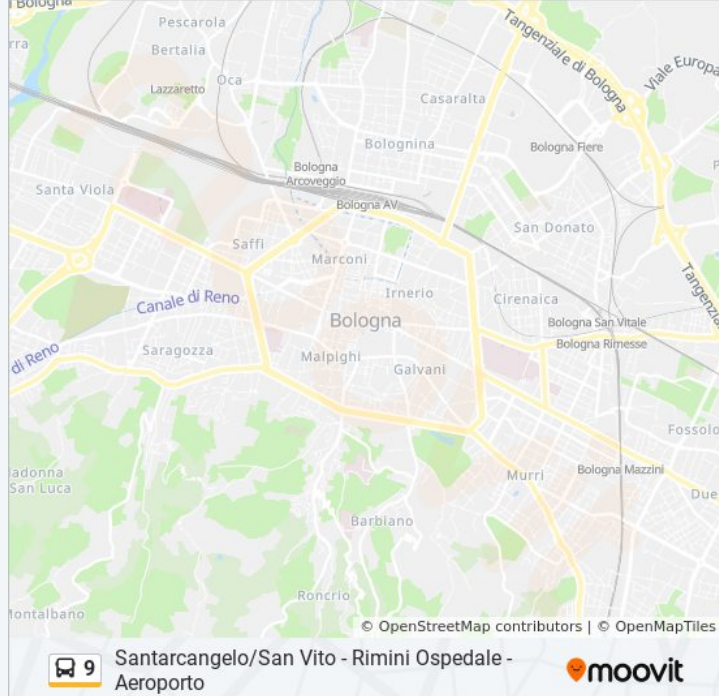 l Bologna
Pescarola
Tangenziale di Bologna
rra
Bertalia
Viale Europa
Oca
Lazzaretto
Casaralta
Bolognina
Bologna Fiere
Bologna
Arcoveggio
Santa Viola
Bologna AV
San Donato
Saffi
Marconi
Irnerio
Cirenaica
Canale di Reno
Tangenzia
Bologna
Bologna San Vitale
Bologna Rimesse
di Reno
Saragozza
Malpighi
Galvani
Fossolo
adonna
San Luca
Murri
Bologna Mazzini
Due
Barbiano
Roncrio
Montalbano
© OpenStreetMap contributors | © OpenMapTiles
9
Santarcangelo/San Vito - Rimini Ospedale -
Aeroporto
moovit